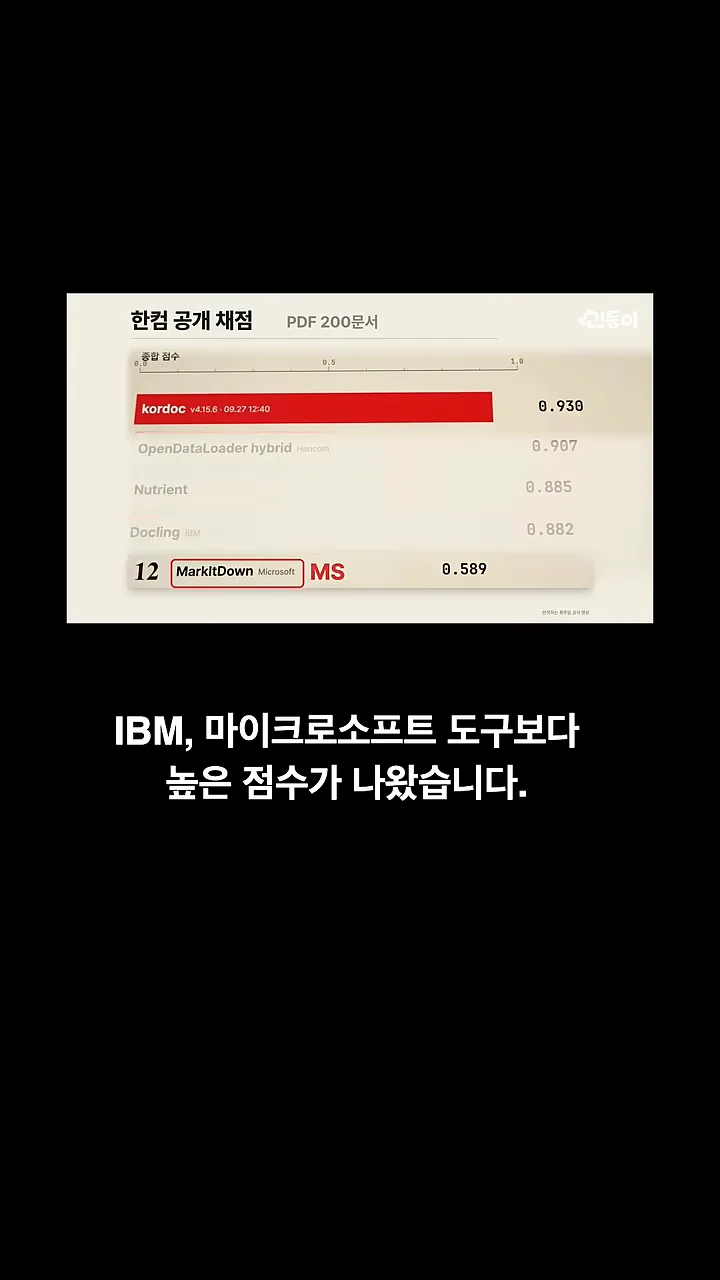 한컴 공개 채점 PDF 200문서
종합 점수
0.0 0.5 1.0
kordoc v4.15.6 · 09.27 12:40 0.930
OpenDataLoader hybrid Hancom 0.907
Nutrient 0.885
Docling IBM 0.882
12 MarkItDown Microsoft MS 0.589
IBM, 마이크로소프트 도구보다
높은 점수가 나왔습니다.